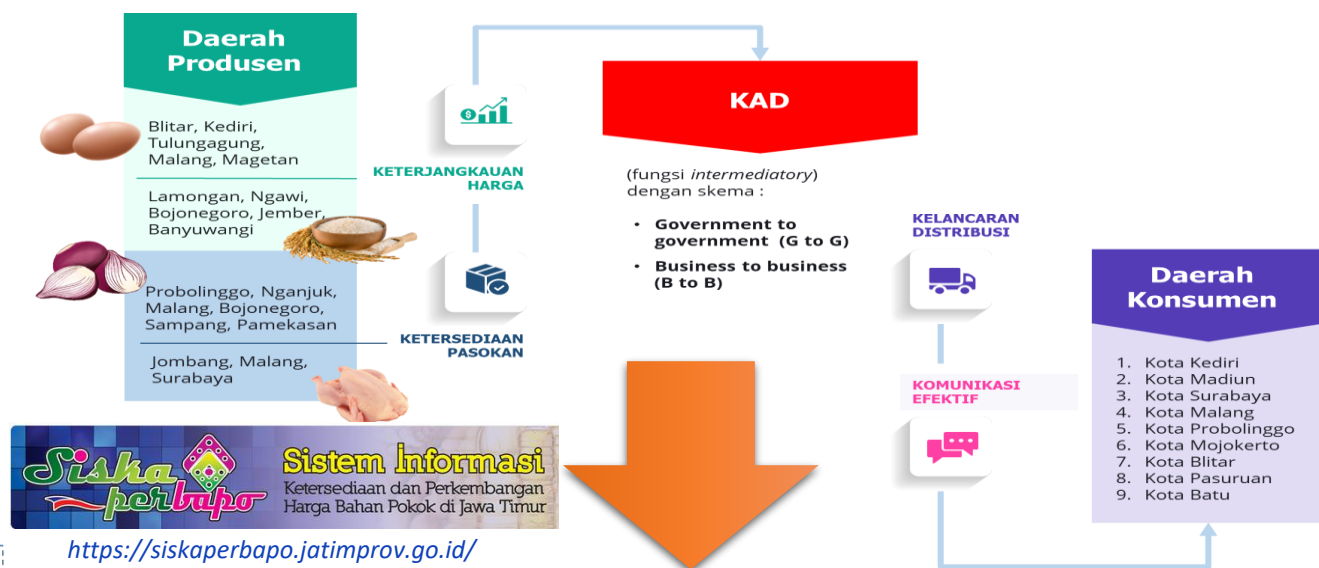 Daerah
Produsen
Blitar, Kediri,
Tulungagung,
Malang, Magetan
Lamongan, Ngawi,
Bojonegoro, Jember,
Banyuwangi
Probolinggo, Nganjuk,
Malang, Bojonegoro,
Sampang, Pamekasan
Jombang, Malang,
Surabaya
KETERJANGKAUAN
HARGA
KETERSEDIAAN
PASOKAN
KAD
(fungsi intermediatory)
dengan skema :
• Government to
government (G to G)
• Business to business
(B to B)
KELANCARAN
DISTRIBUSI
KOMUNIKASI
EFEKTIF
Daerah
Konsumen
1. Kota Kediri
2. Kota Madiun
3. Kota Surabaya
4. Kota Malang
5. Kota Probolinggo
6. Kota Mojokerto
7. Kota Blitar
8. Kota Pasuruan
9. Kota Batu
Siska
perbapo
Sistem Informasi
Ketersediaan dan Perkembangan
Harga Bahan Pokok di Jawa Timur
https://siskaperbapo.jatimprov.go.id/